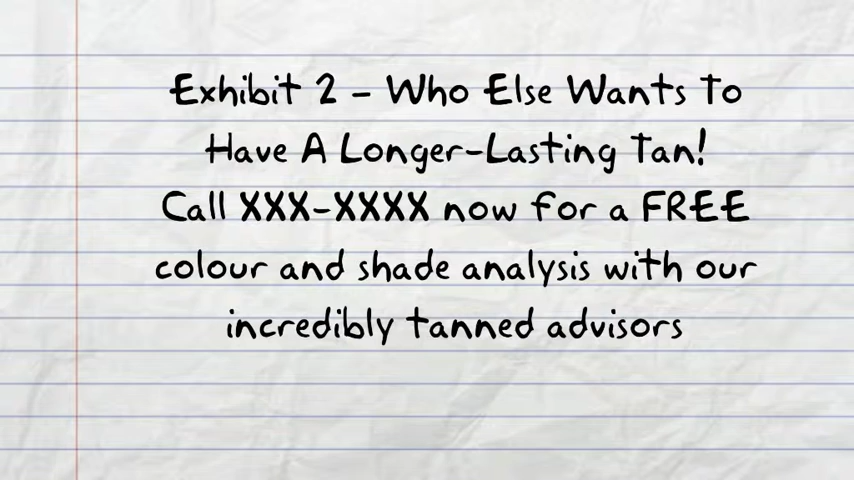 Exhibit 2 - Who Else Wants To
Have A Longer-Lasting Tan!
Call XXX-XXXX now for a FREE
colour and shade analysis with our
incredibly tanned advisors